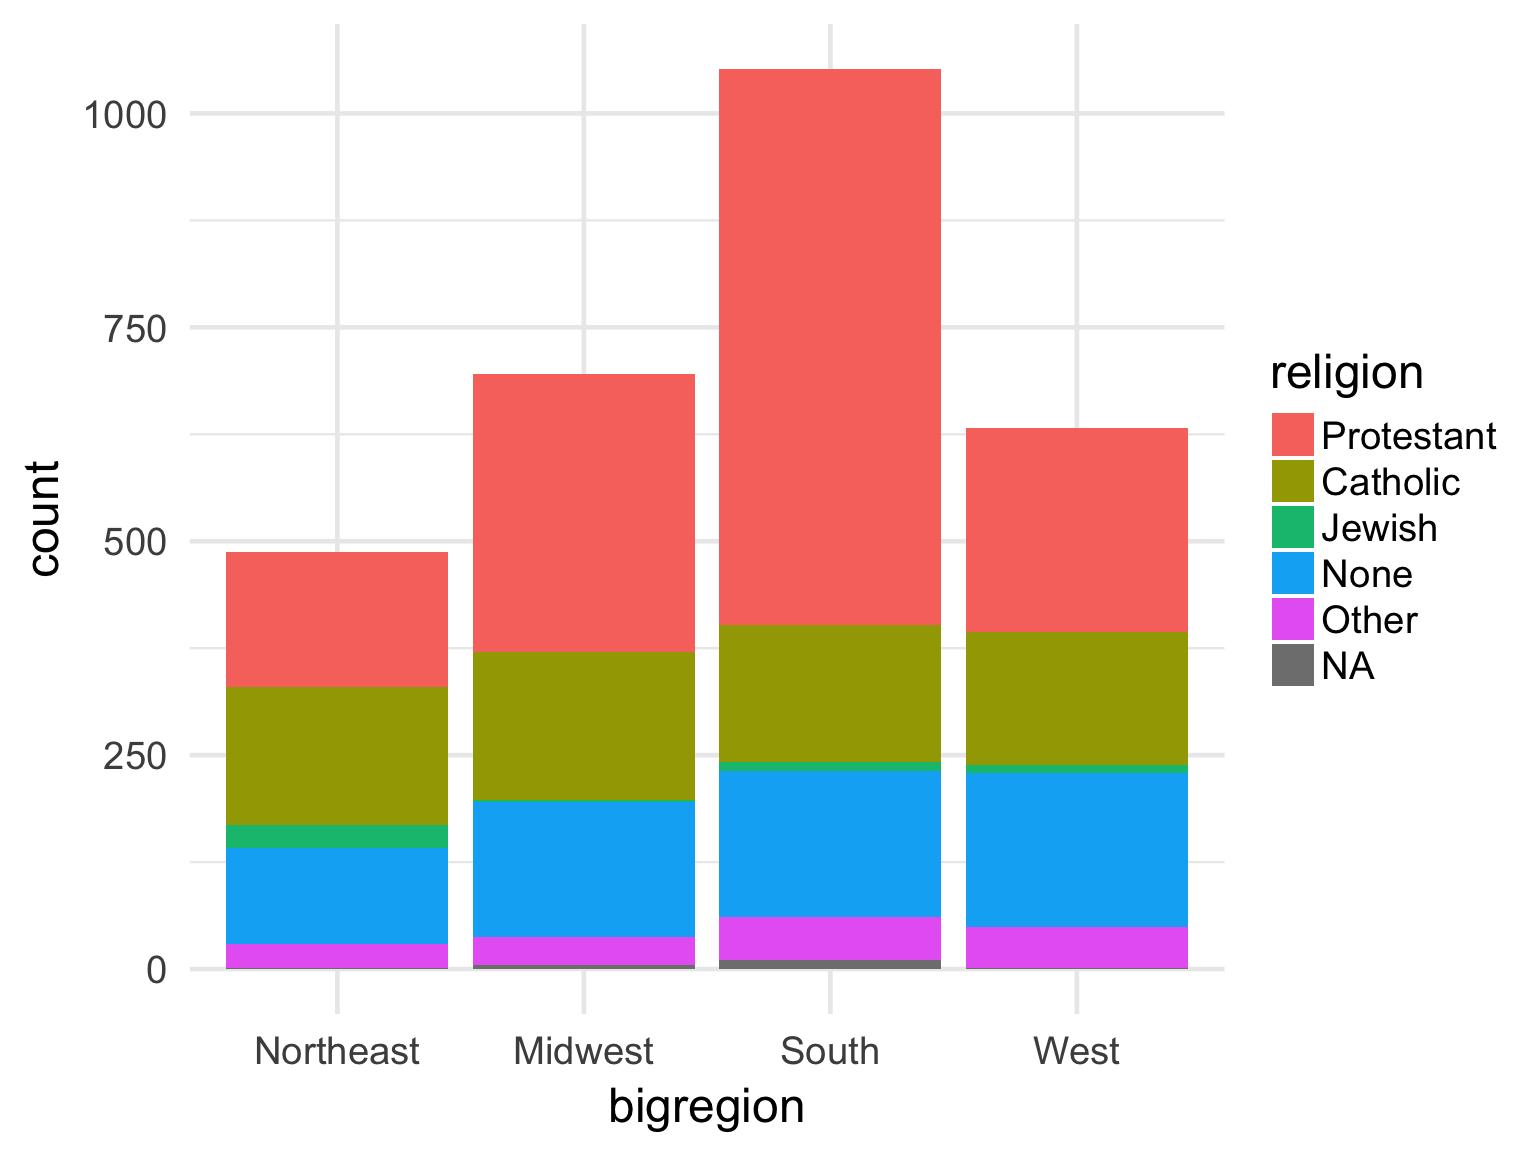 1000
750
500
250
0
count
Northeast
Midwest
South
West
bigregion
religion
Protestant
Catholic
Jewish
None
Other
NA